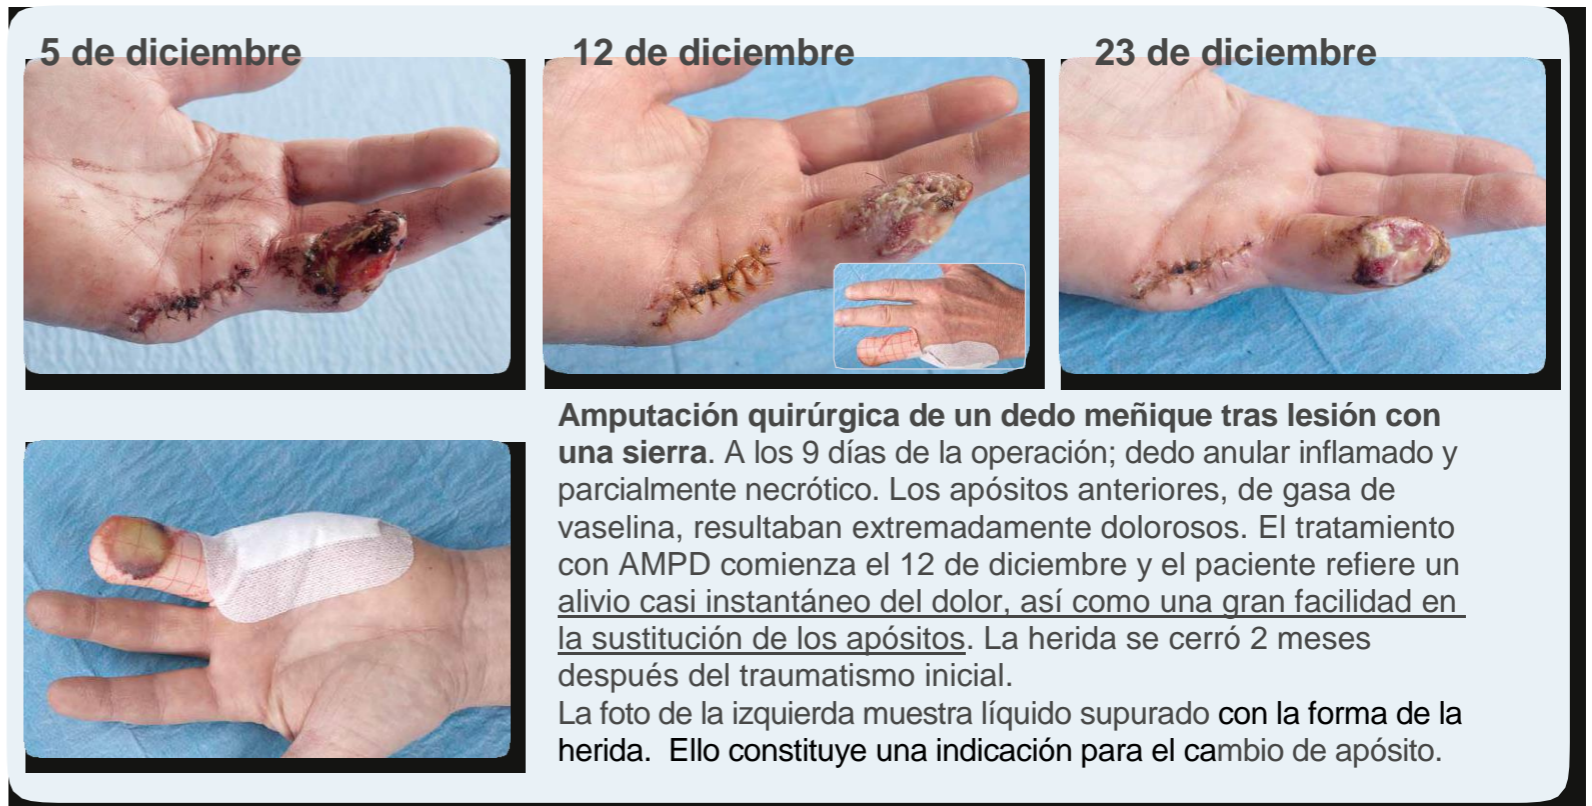 5 de diciembre
12 de diciembre
23 de diciembre
Amputación quirúrgica de un dedo meñique tras lesión con
una sierra. A los 9 días de la operación; dedo anular inflamado y
parcialmente necrótico. Los apósitos anteriores, de gasa de
vaselina, resultaban extremadamente dolorosos. El tratamiento
con AMPD comienza el 12 de diciembre y el paciente refiere un
alivio casi instantáneo del dolor, así como una gran facilidad en
la sustitución de los apósitos. La herida se cerró 2 meses
después del traumatismo inicial.
La foto de la izquierda muestra líquido supurado con la forma de la
herida.  Ello constituye una indicación para el cambio de apósito.